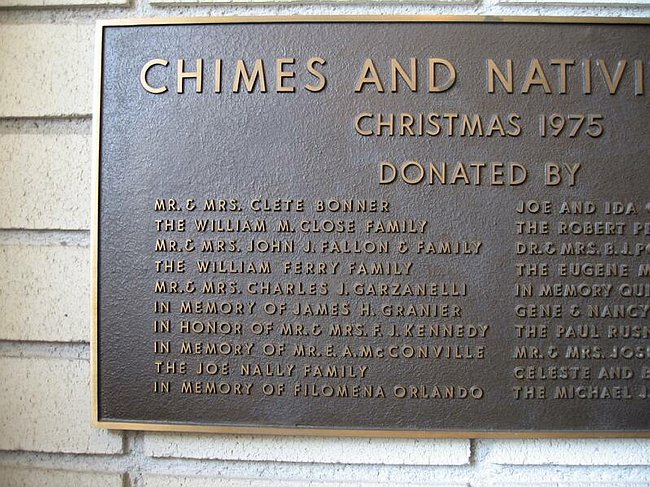 CHIMES AND NATIVI
CHRISTMAS 1975
DONATED BY
MR. & MRS. CLETE BONNER
THE WILLIAM M. CLOSE FAMILY
MR. & MRS. JOHN J. FALLON & FAMILY
THE WILLIAM FERRY FAMILY
MR. & MRS. CHARLES J. GARZANELLI
IN MEMORY OF JAMES H. GRANIER
IN HONOR OF MR. & MRS. F. J. KENNEDY
IN MEMORY OF MR. E. A. McCONVILLE
THE JOE NALLY FAMILY
IN MEMORY OF FILOMENA ORLANDO
JOE AND IDA
THE ROBERT
DR. & MRS. B. J.
THE EUGENE
IN MEMORY
GENE & NANCY
THE PAUL RUSN
MR. & MRS.
CELESTE AND
THE MICHAEL